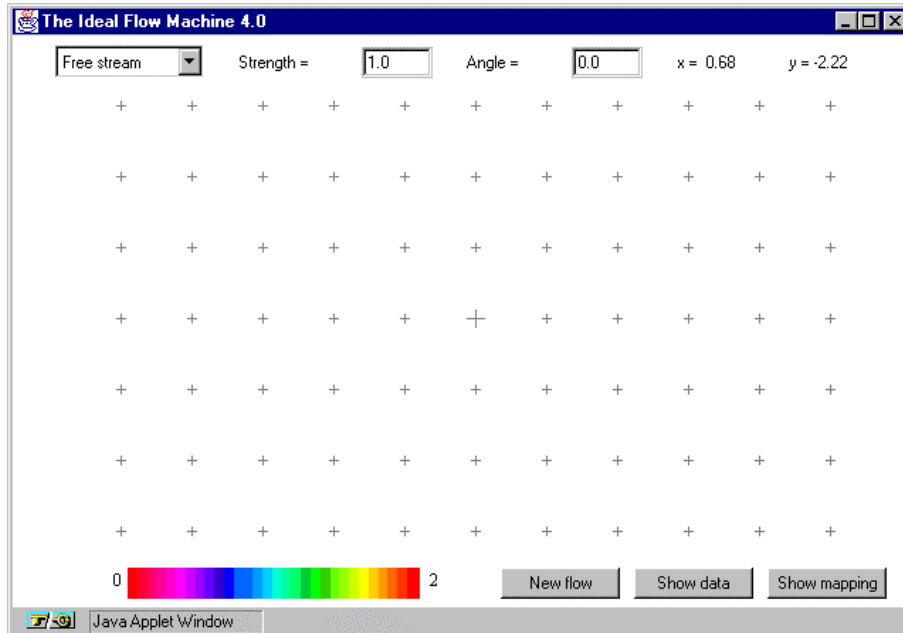 The Ideal Flow Machine 4.0
Free stream Strength = 1.0 Angle = 0.0 x = 0.68 y = -2.22
0 2 New flow Show data Show mapping
Java Applet Window